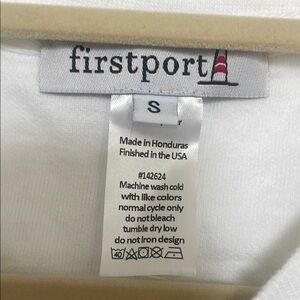 firstport
S
Made in Honduras
Finished in the USA
#142624
Machine wash cold
with like colors
normal cycle only
do not bleach
tumble dry low
do not iron design
40